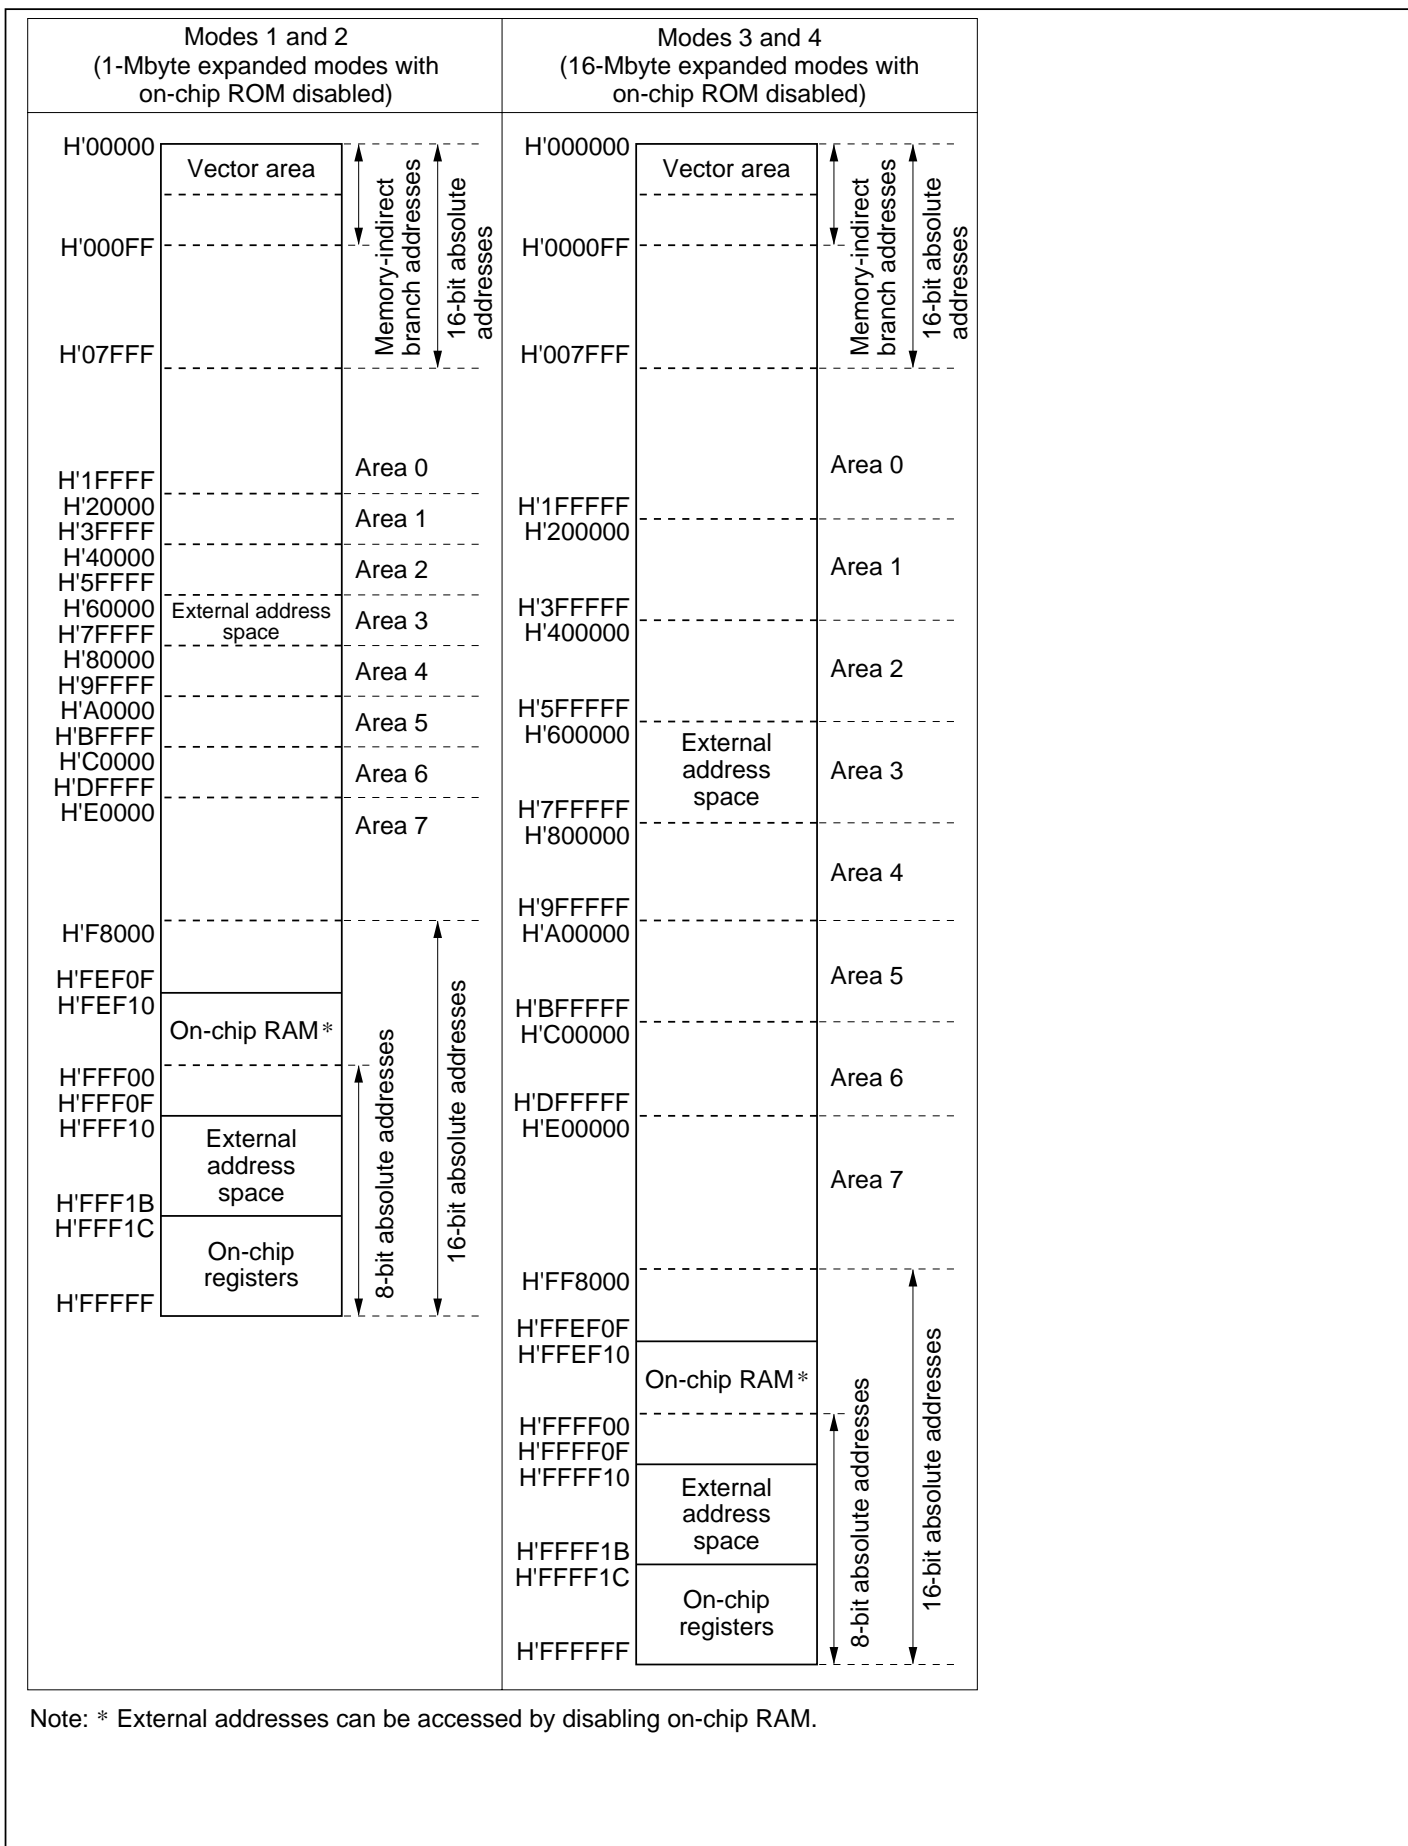 Modes 1 and 2
(1-Mbyte expanded modes with
on-chip ROM disabled)
H'00000
Vector area
H'000FF
H'07FFF
Memory-indirect
branch addresses
16-bit absolute
addresses
H'1FFFF
Area 0
H'20000
H'3FFFF
Area 1
H'40000
H'5FFFF
Area 2
H'60000
H'7FFFF
External address
space
Area 3
H'80000
H'9FFFF
Area 4
H'A0000
H'BFFFF
Area 5
H'C0000
H'DFFFF
Area 6
H'E0000
Area 7
H'F8000
H'FEF0F
H'FEF10
On-chip RAM*
H'FFF00
H'FFF0F
H'FFF10
External
address
space
H'FFF1B
H'FFF1C
On-chip
registers
H'FFFFF
8-bit absolute addresses
16-bit absolute addresses
Modes 3 and 4
(16-Mbyte expanded modes with
on-chip ROM disabled)
H'000000
Vector area
H'0000FF
H'007FFF
Memory-indirect
branch addresses
16-bit absolute
addresses
Area 0
H'1FFFFF
H'200000
Area 1
H'3FFFFF
H'400000
Area 2
H'5FFFFF
H'600000
External
address
space
Area 3
H'7FFFFF
H'800000
Area 4
H'9FFFFF
H'A00000
Area 5
H'BFFFFF
H'C00000
Area 6
H'DFFFFF
H'E00000
Area 7
H'FF8000
H'FFEF0F
H'FFEF10
On-chip RAM*
H'FFFF00
H'FFFF0F
H'FFFF10
External
address
space
H'FFFF1B
H'FFFF1C
On-chip
registers
H'FFFFFF
8-bit absolute addresses
16-bit absolute addresses
Note: * External addresses can be accessed by disabling on-chip RAM.